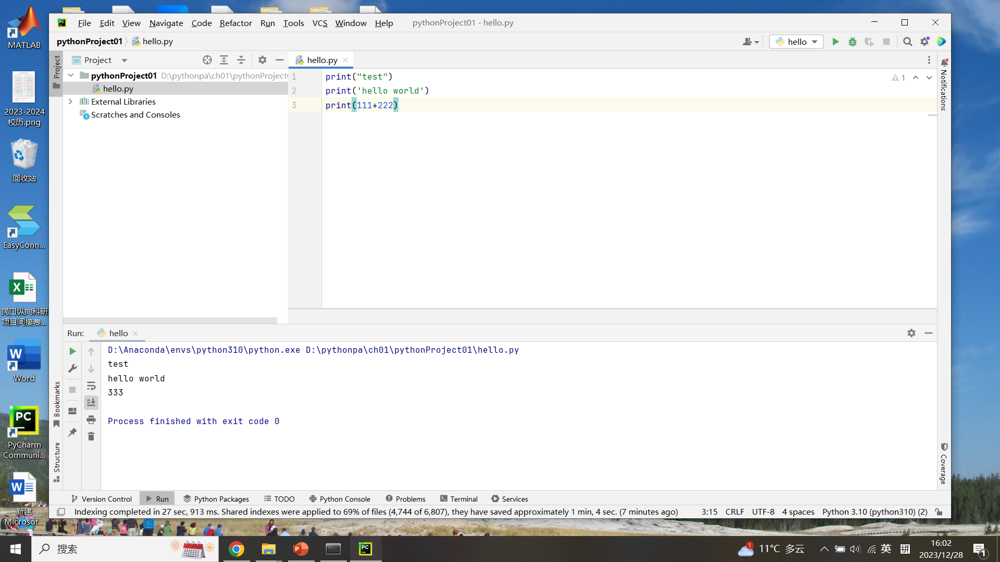 MATLAB
2023-2024
校历.png
回收站
EasyConn...
民口纵向科研
项目间接费...
Word
PyCharm
Communi...
新建
Microsof...
File Edit View Navigate Code Refactor Run Tools VCS Window Help pythonProject01 - hello.py
pythonProject01 hello.py
hello
Project
Project
hello.py
pythonProject01 D:\pythonpa\ch01\pythonProject
hello.py
External Libraries
Scratches and Consoles
1 print("test")
2 print('hello world')
3 print(111+222)
1
Notifications
Run: hello
D:\Anaconda\envs\python310\python.exe D:\pythonpa\ch01\pythonProject01\hello.py
test
hello world
333
Process finished with exit code 0
Bookmarks
Structure
Coverage
Version Control Run Python Packages TODO Python Console Problems Terminal Services
Indexing completed in 27 sec, 913 ms. Shared indexes were applied to 69% of files (4,744 of 6,807), they have saved approximately 1 min, 4 sec. (7 minutes ago) 3:15 CRLF UTF-8 4 spaces Python 3.10 (python310) (2)
搜索
1
11°C 多云
英
拼
16:02
2023/12/28
1